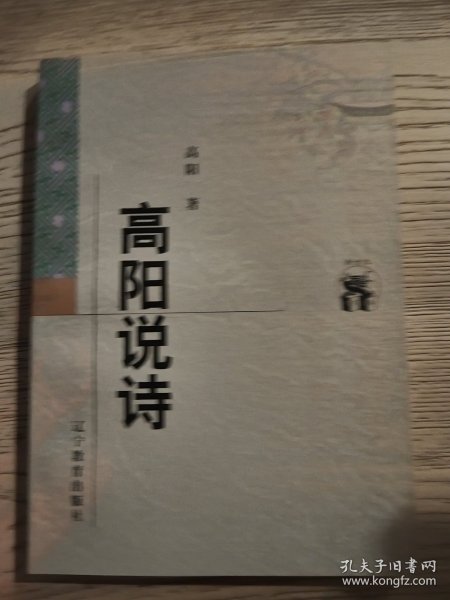 高阳 著
高阳说诗
辽宁教育出版社
孔夫子旧书网
www.kongfz.com